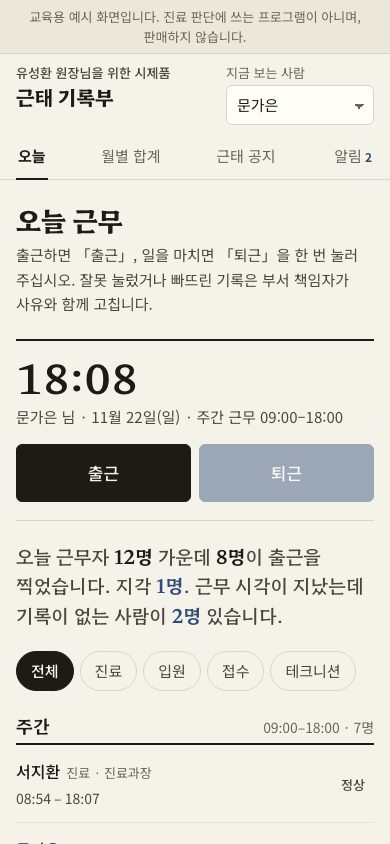 교육용 예시 화면입니다. 진료 판단에 쓰는 프로그램이 아니며,
판매하지 않습니다.
유성환 원장님을 위한 시제품
근태 기록부
지금 보는 사람
문가은
오늘
월별 합계
근태 공지
알림 2
오늘 근무
출근하면 「출근」, 일을 마치면 「퇴근」을 한 번 눌러
주십시오. 잘못 눌렀거나 빠뜨린 기록은 부서 책임자가
사유와 함께 고칩니다.
18:08
문가은 님 · 11월 22일(일) · 주간 근무 09:00–18:00
출근
퇴근
오늘 근무자 12명 가운데 8명이 출근을
찍었습니다. 지각 1명. 근무 시각이 지났는데
기록이 없는 사람이 2명 있습니다.
전체
진료
입원
접수
테크니션
주간
09:00–18:00 · 7명
서지환 진료 · 진료과장
08:54 – 18:07
정상